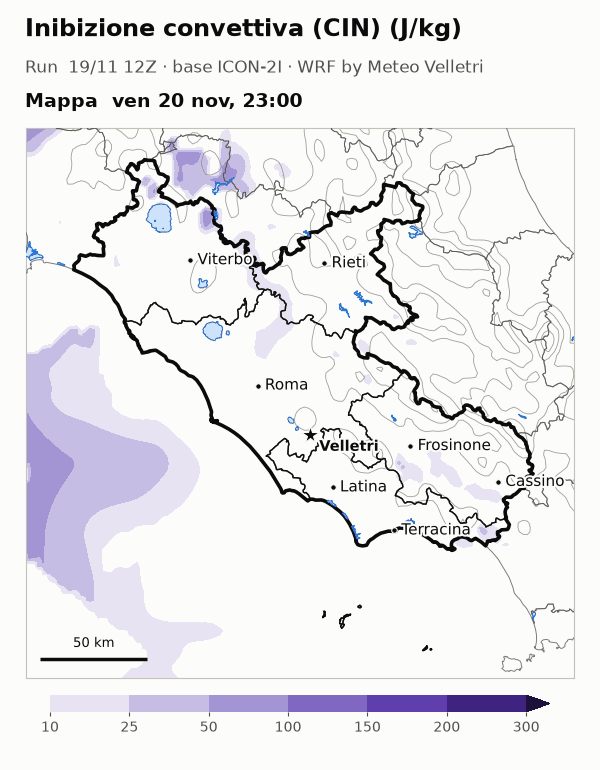 Inibizione convettiva (CIN) (J/kg)
Run 19/11 12Z · base ICON-2I · WRF by Meteo Velletri
Mappa ven 20 nov, 23:00
Viterbo
Rieti
Roma
Velletri
Frosinone
Cassino
Latina
Terracina
50 km
10 25 50 100 150 200 300